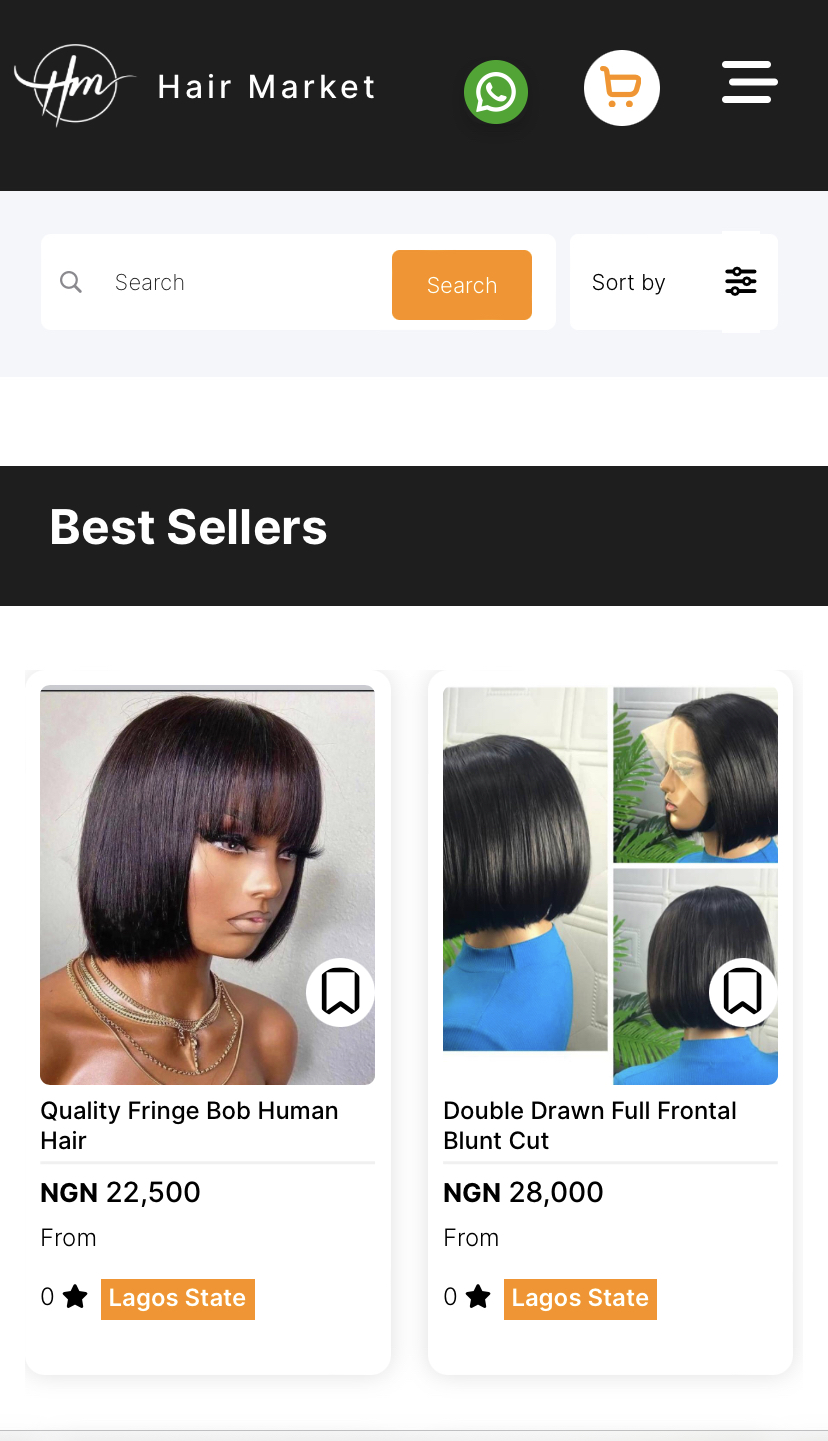 Hm
Hair Market
Search
Search
Sort by
Best Sellers
Quality Fringe Bob Human
Hair
NGN 22,500
From
0
Lagos State
Double Drawn Full Frontal
Blunt Cut
NGN 28,000
From
0
Lagos State